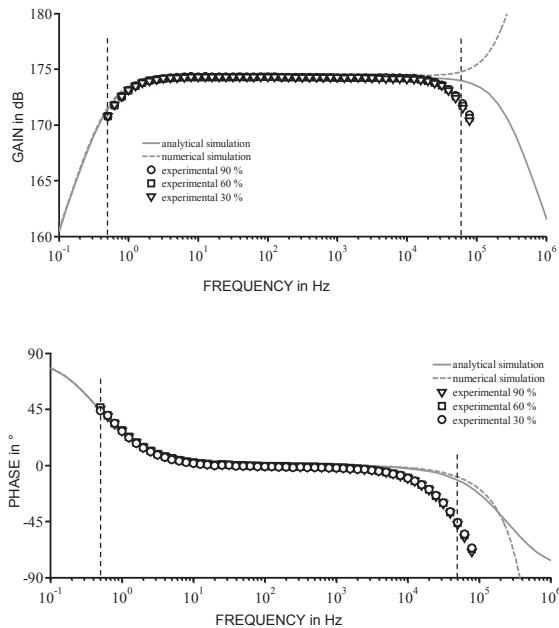 180
175
170
165
160
GAIN in dB
analytical simulation
numerical simulation
experimental 90 %
experimental 60 %
experimental 30 %
10-1 100 101 102 103 104 105 106
FREQUENCY in Hz
90
45
0
-45
-90
PHASE in °
analytical simulation
numerical simulation
experimental 90 %
experimental 60 %
experimental 30 %
10-1 100 101 102 103 104 105 106
FREQUENCY in Hz